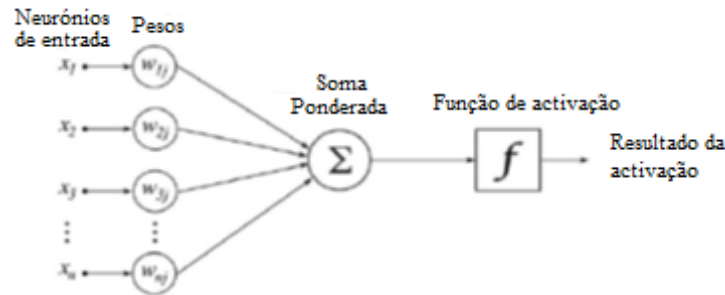 Neurónios
de entrada
Pesos
Soma
Ponderada
Função de activação
Resultado da
activação
x1 w1j
x2 w2j
x3 w3j
⋮ ⋮
xn wnj
Σ
f